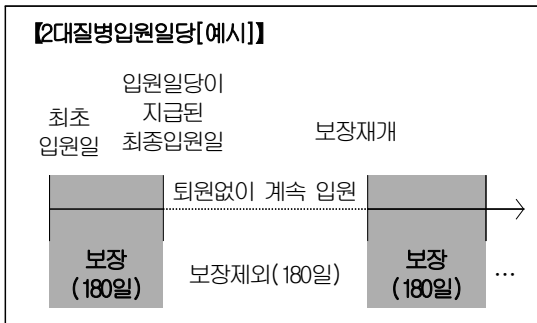 【2대질병입원일당[예시]】
최초
입원일
입원일당이
지급된
최종입원일
보장재개
퇴원없이 계속 입원
보장
(180일)
보장제외(180일)
보장
(180일)
…